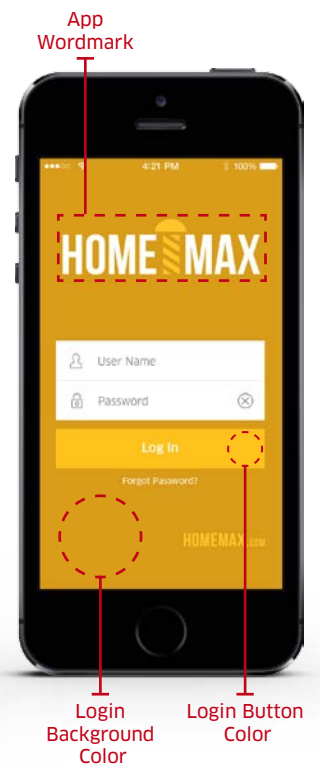 App
Wordmark
4:21 PM
100%
HOME MAX
User Name
Password
Log In
Forgot Password?
HOMEMAX.COM
Login
Background
Color
Login Button
Color